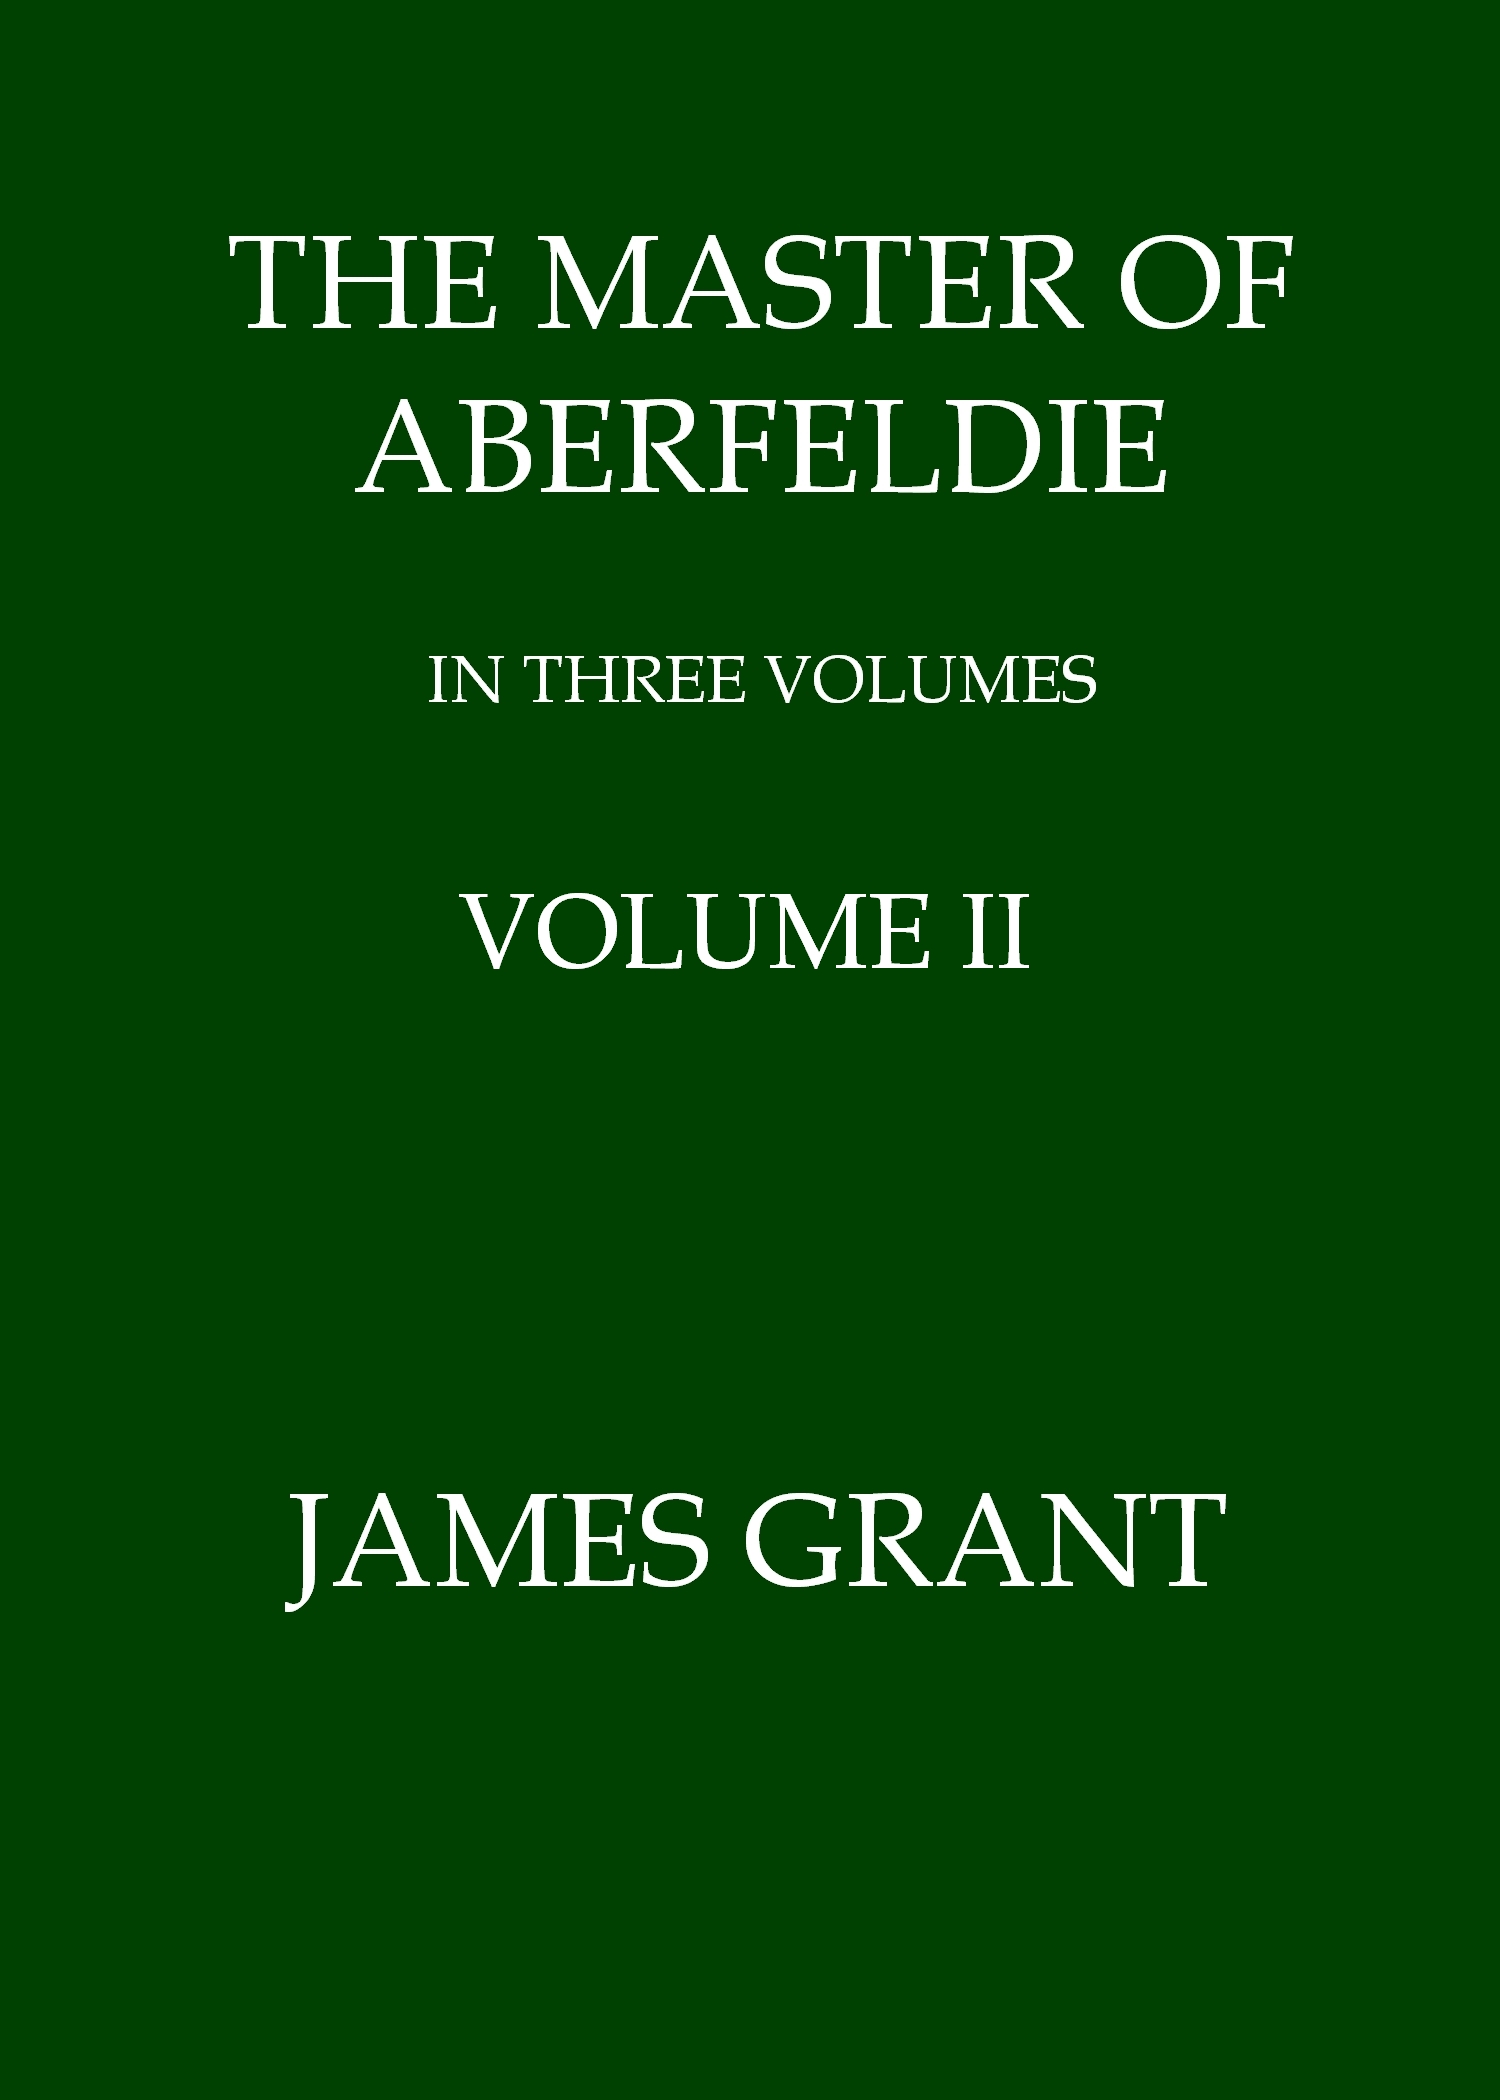 THE MASTER OF
ABERFELDIE
IN THREE VOLUMES
VOLUME II
JAMES GRANT